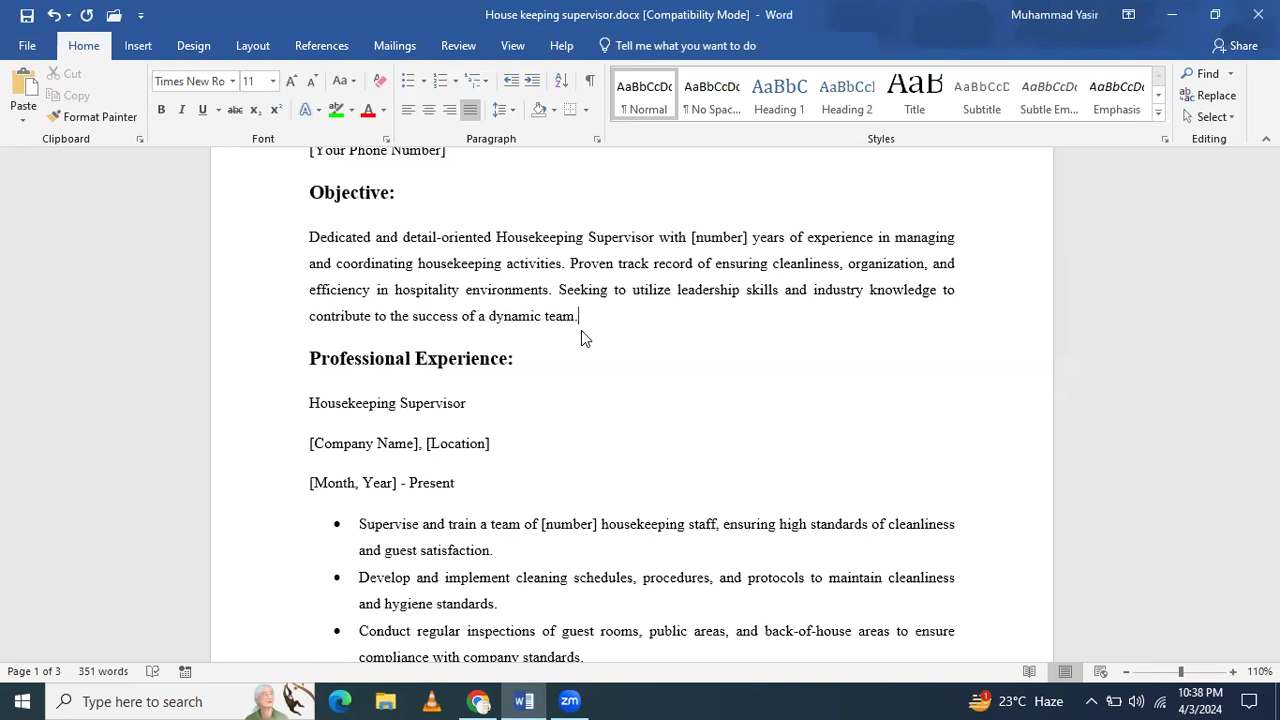 House keeping supervisor.docx [Compatibility Mode] - Word
Muhammad Yasir
File Home Insert Design Layout References Mailings Review View Help Tell me what you want to do Share
Paste
Cut
Copy
Format Painter
Clipboard
Times New Ro 11
Aa
B I U abc x₂ x² A A
Font
Paragraph
AaBbCcDc AaBbCcDc AaBbC AaBbCcl AaB AaBbCcD AaBbCcDc AaBbCcDc
¶ Normal ¶ No Spac... Heading 1 Heading 2 Title Subtitle Subtle Em... Emphasis
Styles
Find
Replace
Select
Editing
[Your Phone Number]
Objective:
Dedicated and detail-oriented Housekeeping Supervisor with [number] years of experience in managing
and coordinating housekeeping activities. Proven track record of ensuring cleanliness, organization, and
efficiency in hospitality environments. Seeking to utilize leadership skills and industry knowledge to
contribute to the success of a dynamic team.
Professional Experience:
Housekeeping Supervisor
[Company Name], [Location]
[Month, Year] - Present
• Supervise and train a team of [number] housekeeping staff, ensuring high standards of cleanliness
and guest satisfaction.
• Develop and implement cleaning schedules, procedures, and protocols to maintain cleanliness
and hygiene standards.
• Conduct regular inspections of guest rooms, public areas, and back-of-house areas to ensure
compliance with company standards.
Page 1 of 3 351 words 110%
Type here to search
zm
1
23°C Haze
10:38 PM
4/3/2024